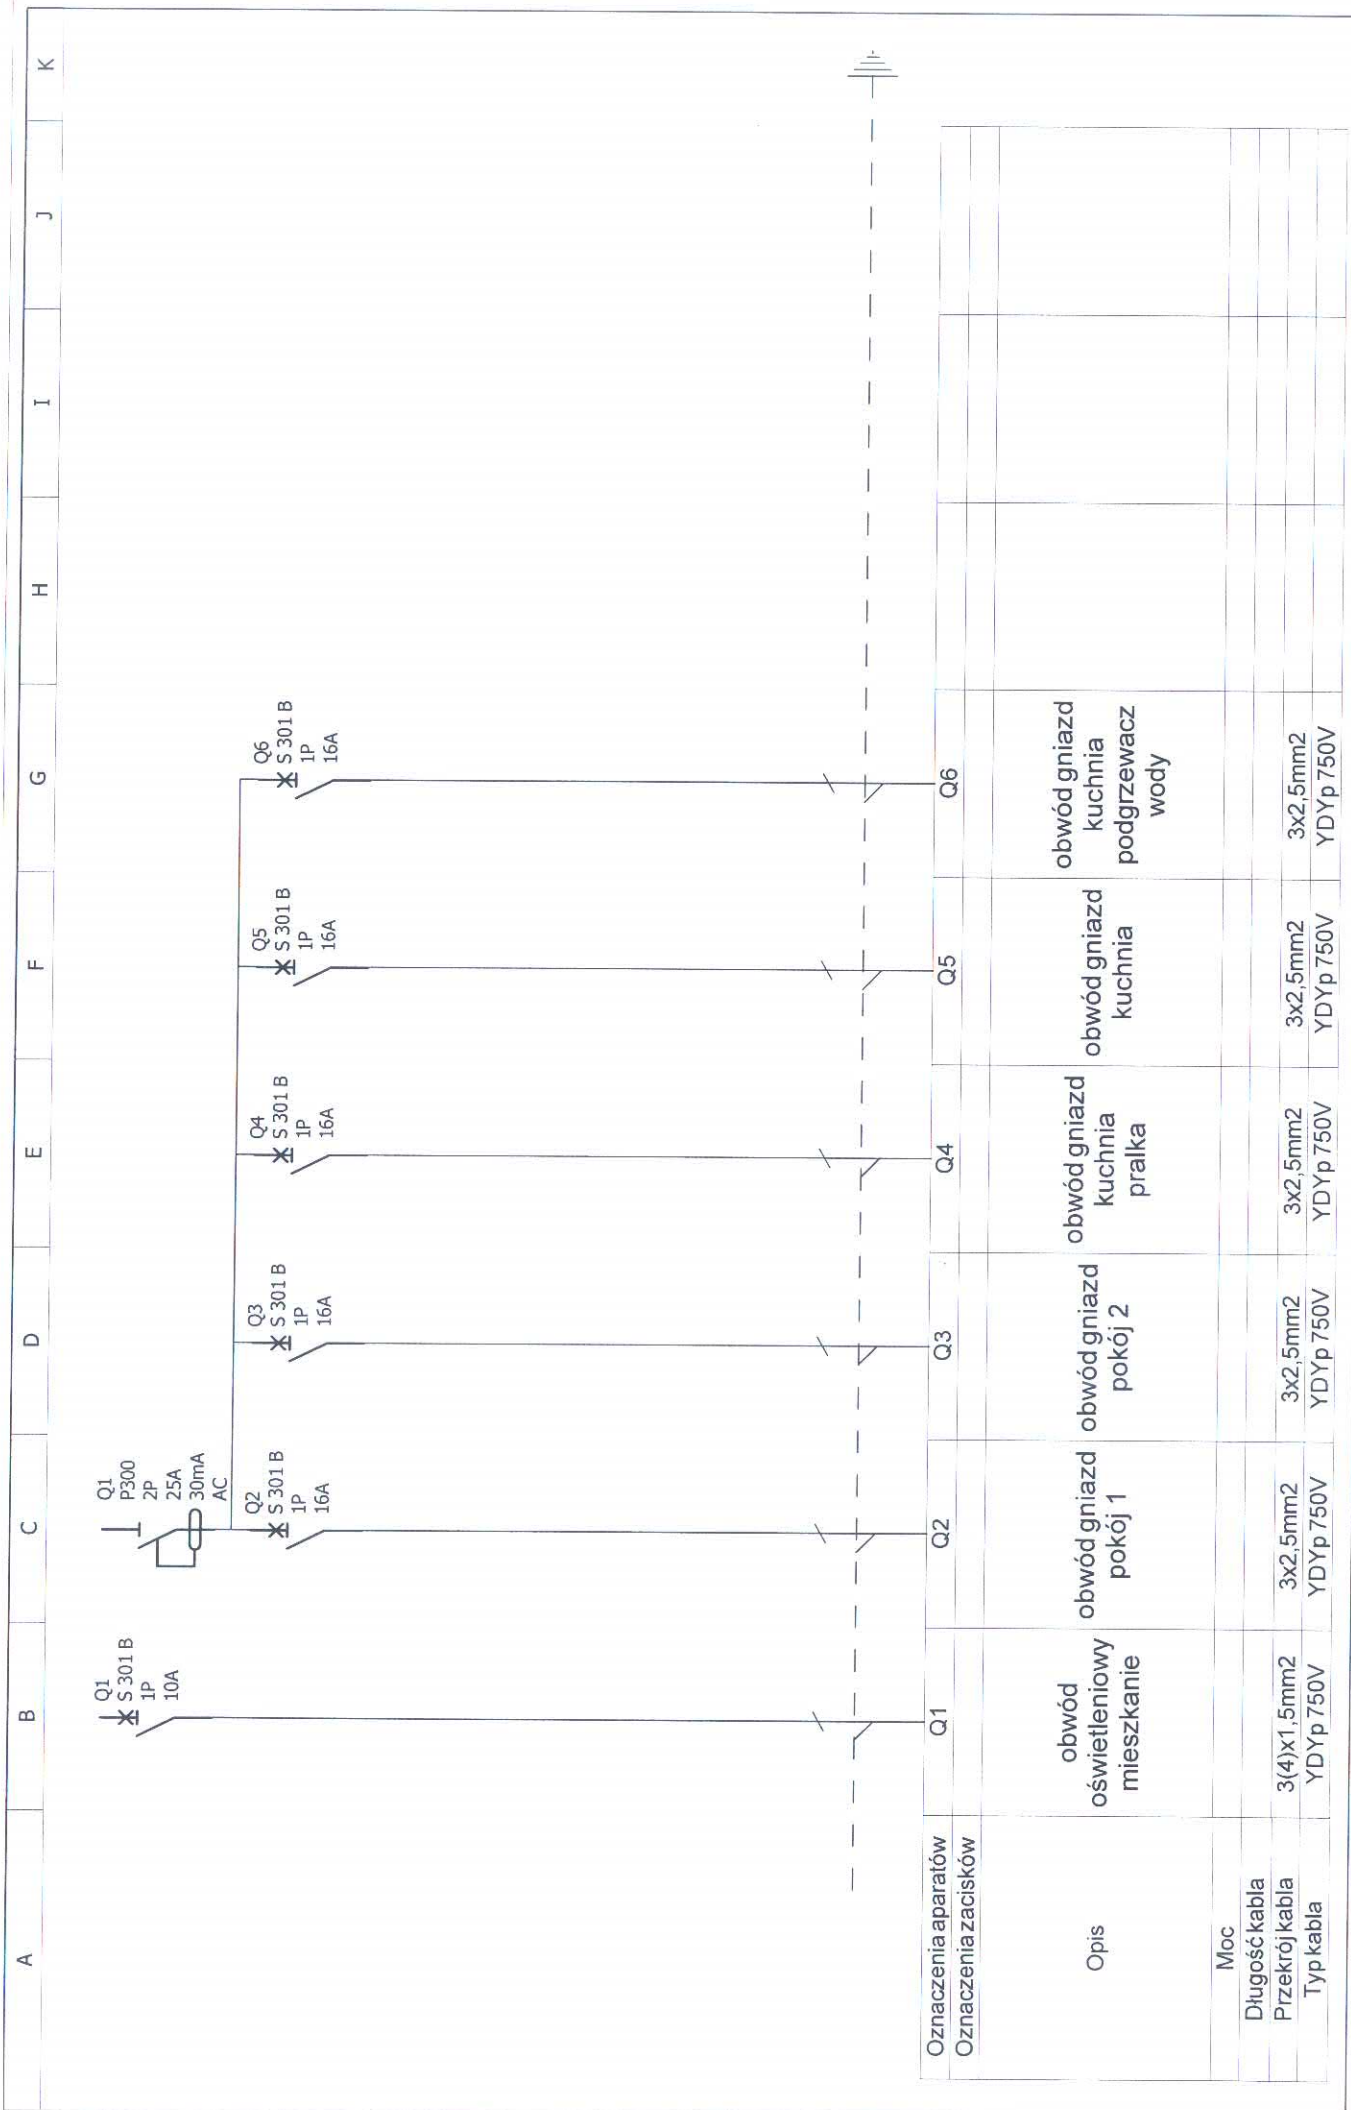 A B C D E F G H I J K
Q1
S 301 B
1P
10A
Q1
P300
2P
25A
30mA
AC
Q2
S 301 B
1P
16A
Q3
S 301 B
1P
16A
Q4
S 301 B
1P
16A
Q5
S 301 B
1P
16A
Q6
S 301 B
1P
16A
Oznaczenia aparatów Q1 Q2 Q3 Q4 Q5 Q6
Oznaczenia zacisków
Opis
obwód
oświetleniowy
mieszkanie
obwód gniazd
pokój 1
obwód gniazd
pokój 2
obwód gniazd
kuchnia
pralka
obwód gniazd
kuchnia
obwód gniazd
kuchnia
podgrzewacz
wody
Moc
Długość kabla
Przekrój kabla 3(4)x1,5mm2 3x2,5mm2 3x2,5mm2 3x2,5mm2 3x2,5mm2 3x2,5mm2
Typ kabla YDYp 750V YDYp 750V YDYp 750V YDYp 750V YDYp 750V YDYp 750V